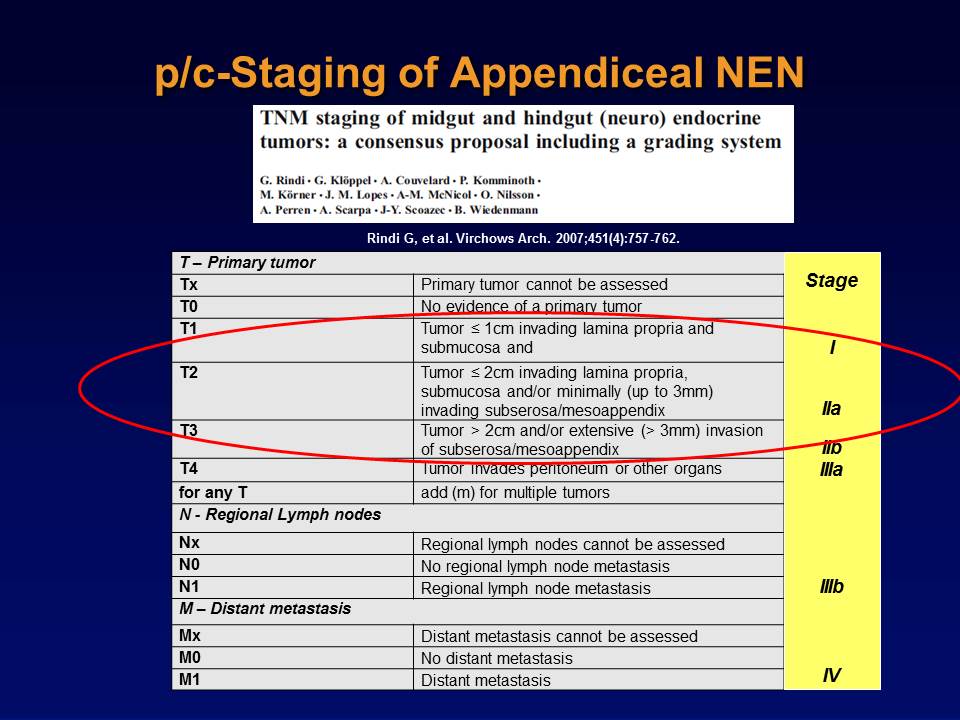 p/c-Staging of Appendiceal NEN
TNM staging of midgut and hindgut (neuro) endocrine
tumors: a consensus proposal including a grading system
G. Rindi · G. Klöppel · A. Couvelard · P. Komminoth ·
M. Körner · J. M. Lopes · A-M. McNicol · O. Nilsson ·
A. Perren · A. Scarpa · J-Y. Scoazec · B. Wiedenmann
Rindi G, et al. Virchows Arch. 2007;451(4):757-762.
T – Primary tumor
Stage
Tx Primary tumor cannot be assessed
T0 No evidence of a primary tumor
T1 Tumor ≤ 1cm invading lamina propria and
submucosa and
I
T2 Tumor ≤ 2cm invading lamina propria,
submucosa and/or minimally (up to 3mm)
invading subserosa/mesoappendix
IIa
T3 Tumor > 2cm and/or extensive (> 3mm) invasion
of subserosa/mesoappendix
IIb
T4 Tumor invades peritoneum or other organs
IIIa
for any T add (m) for multiple tumors
N - Regional Lymph nodes
Nx Regional lymph nodes cannot be assessed
N0 No regional lymph node metastasis
N1 Regional lymph node metastasis
IIIb
M – Distant metastasis
Mx Distant metastasis cannot be assessed
M0 No distant metastasis
M1 Distant metastasis
IV